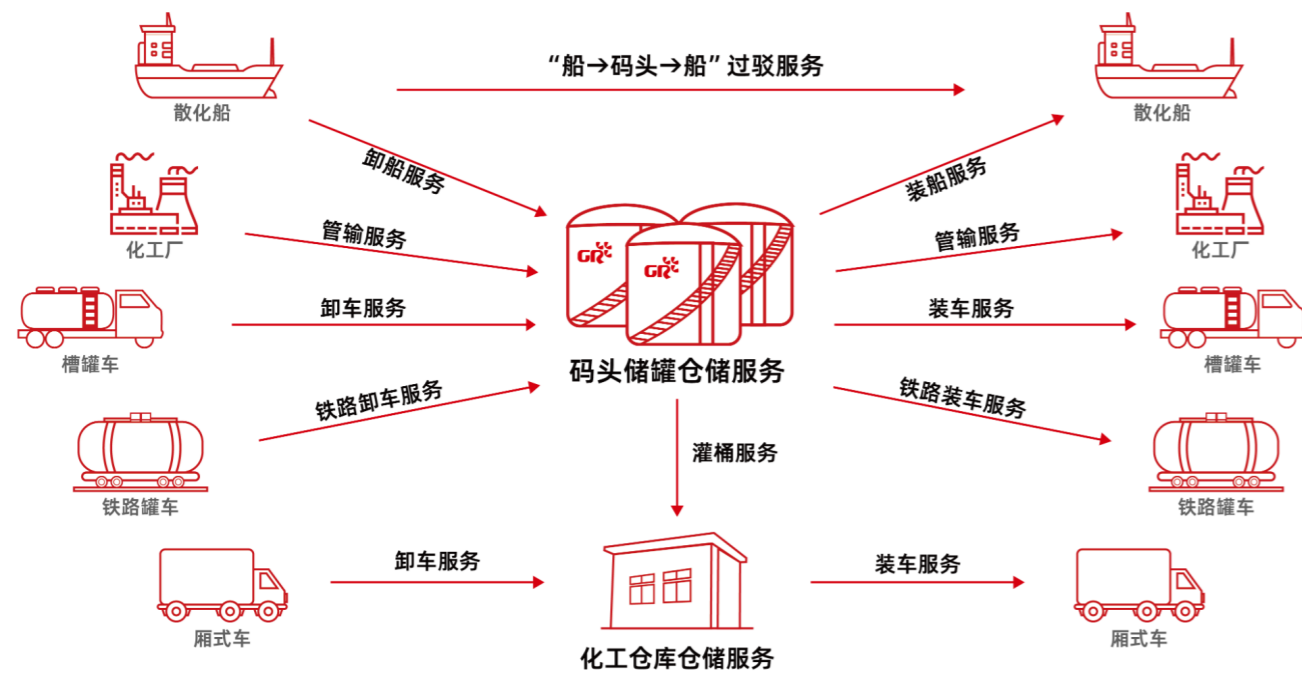 “船→码头→船”过驳服务
散化船
散化船
卸船服务
装船服务
化工厂
管输服务
管输服务
化工厂
GR
GR
卸车服务
装车服务
槽罐车
码头储罐仓储服务
槽罐车
铁路卸车服务
铁路装车服务
灌桶服务
铁路罐车
铁路罐车
卸车服务
装车服务
厢式车
厢式车
化工仓库仓储服务